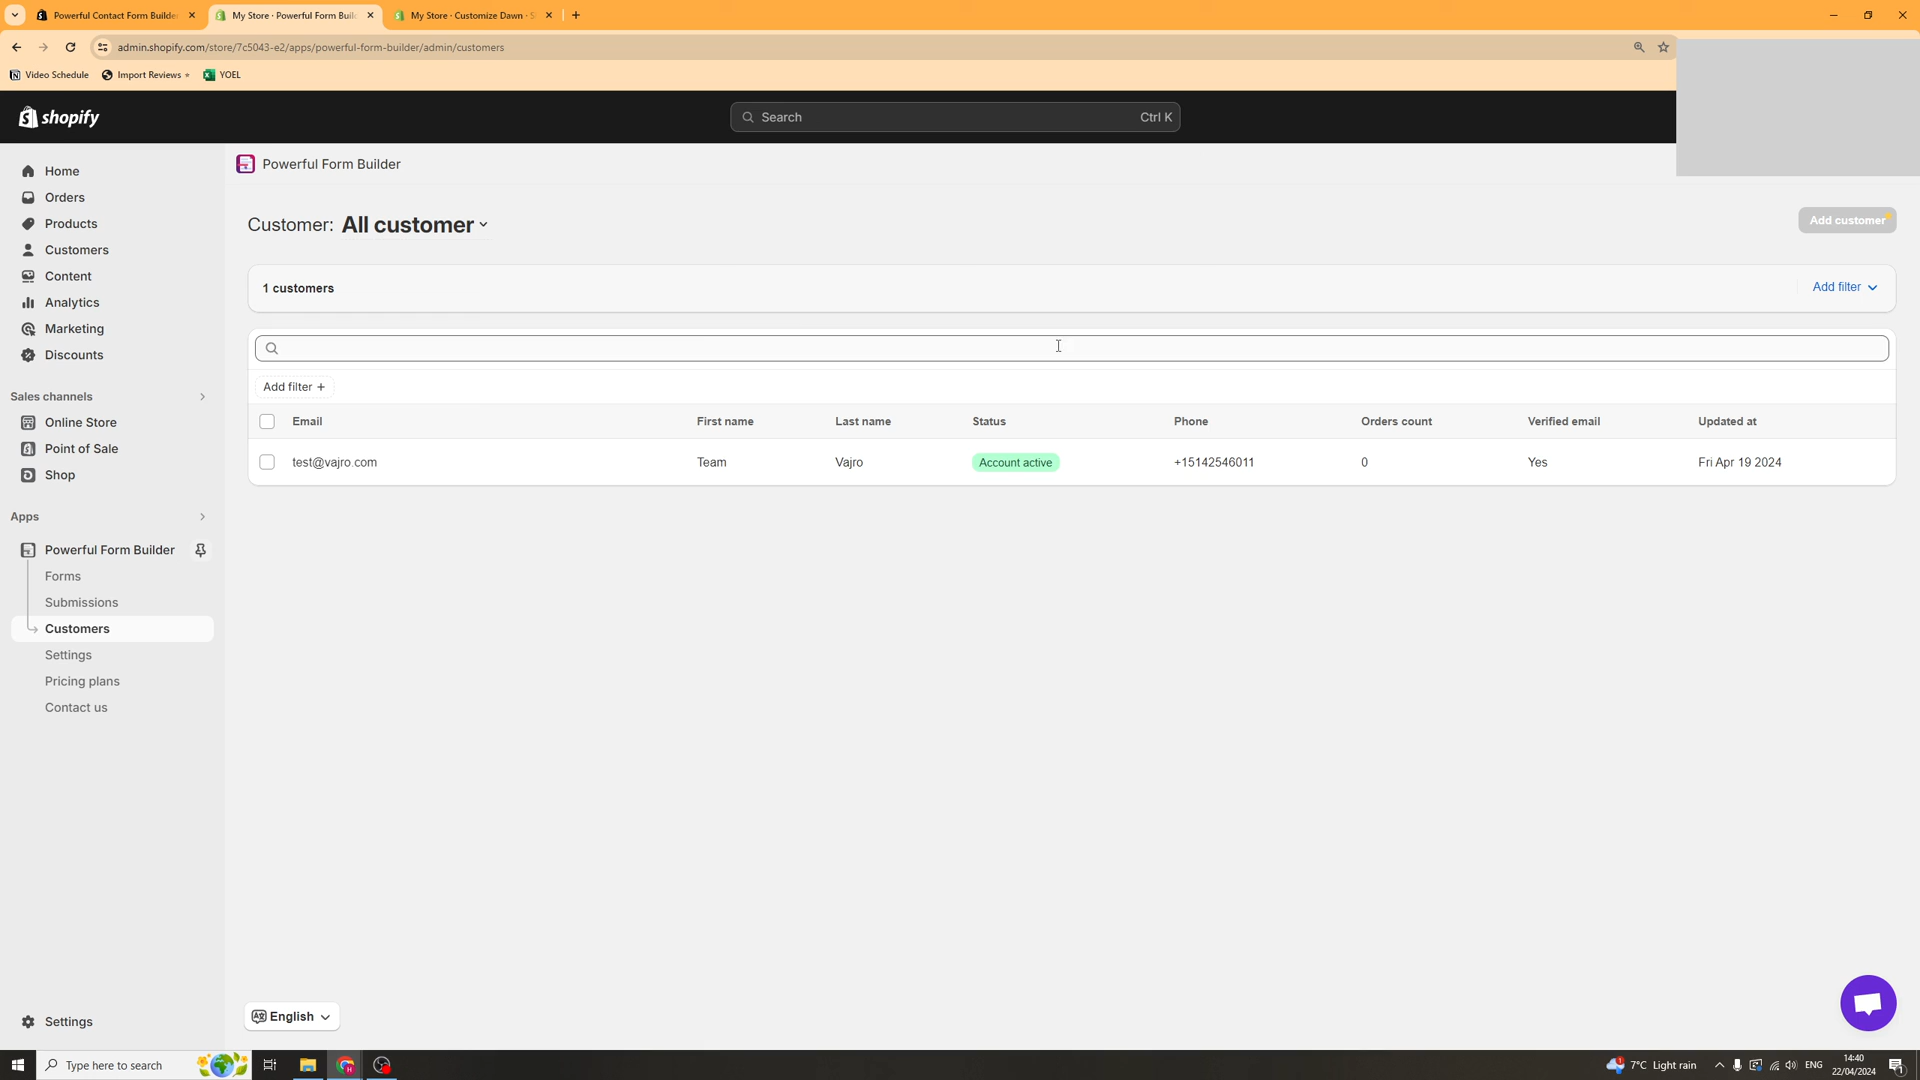 Powerful Contact Form Builder
My Store · Powerful Form Buil
My Store · Customize Dawn · S
admin.shopify.com/store/7c5043-e2/apps/powerful-form-builder/admin/customers
Video Schedule
Import Reviews
YOEL
shopify
Search
Ctrl K
Home
Orders
Products
Customers
Content
Analytics
Marketing
Discounts
Sales channels
Online Store
Point of Sale
Shop
Apps
Powerful Form Builder
Forms
Submissions
Customers
Settings
Pricing plans
Contact us
Settings
Powerful Form Builder
Customer: All customer
Add customer
1 customers
Add filter
Add filter +
Email First name Last name Status Phone Orders count Verified email Updated at
test@vajro.com Team Vajro Account active +15142546011 0 Yes Fri Apr 19 2024
English
Type here to search
7°C Light rain
ENG
14:40
22/04/2024